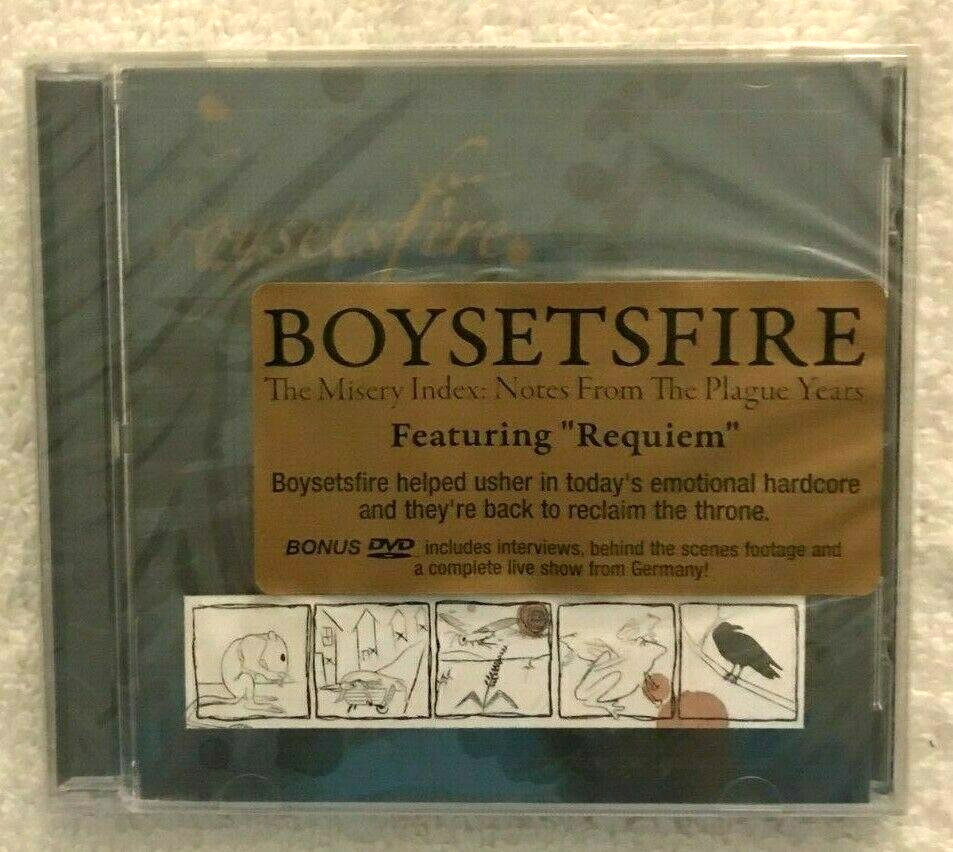 boysetsfire
BOYSETSFIRE
The Misery Index: Notes From The Plague Years
Featuring "Requiem"
Boysetsfire helped usher in today's emotional hardcore
and they're back to reclaim the throne.
BONUS DVD includes interviews, behind the scenes footage and
a complete live show from Germany!